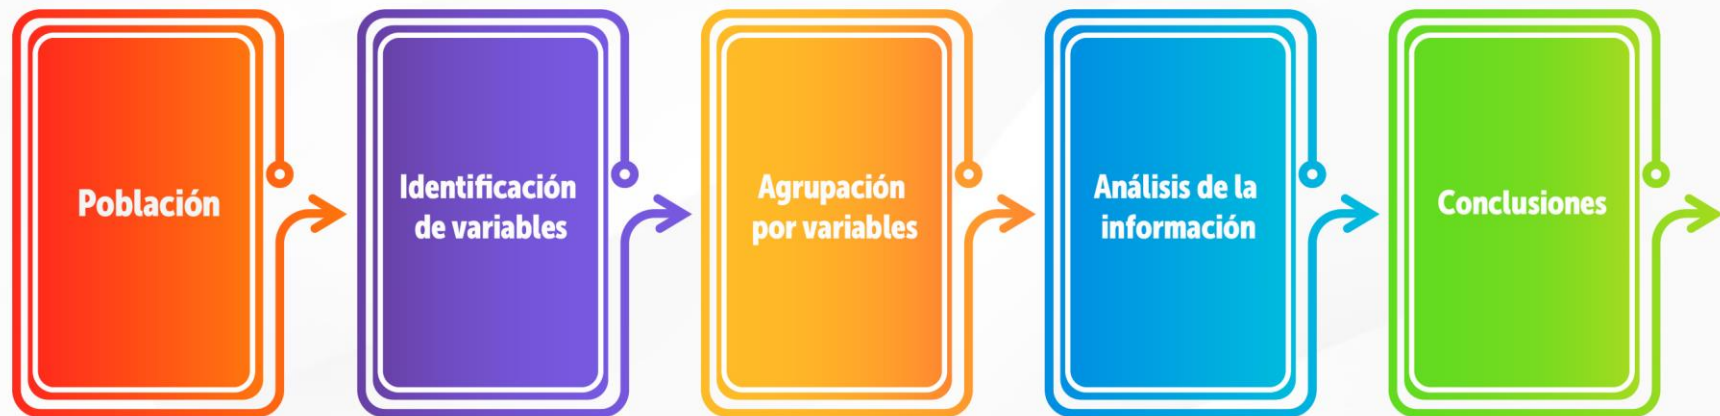 Población
Identificación
de variables
Agrupación
por variables
Análisis de la
información
Conclusiones